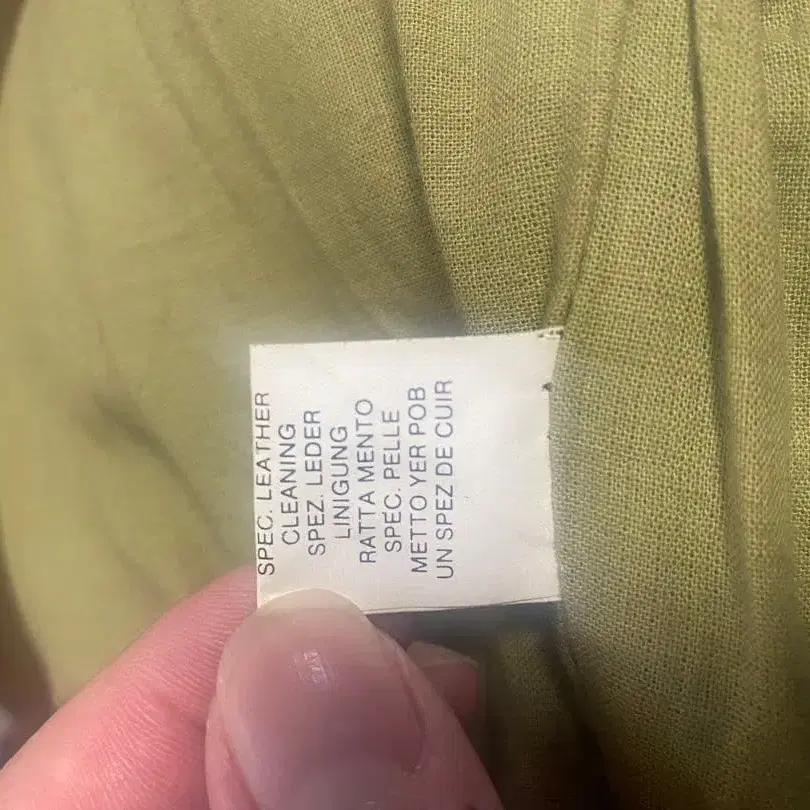 SPEC. LEATHER
CLEANING
SPEZ. LEDER
LINIGUNG
RATTA MENTO
SPEC. PELLE
METTO YER POB
UN SPEZ DE CUIR